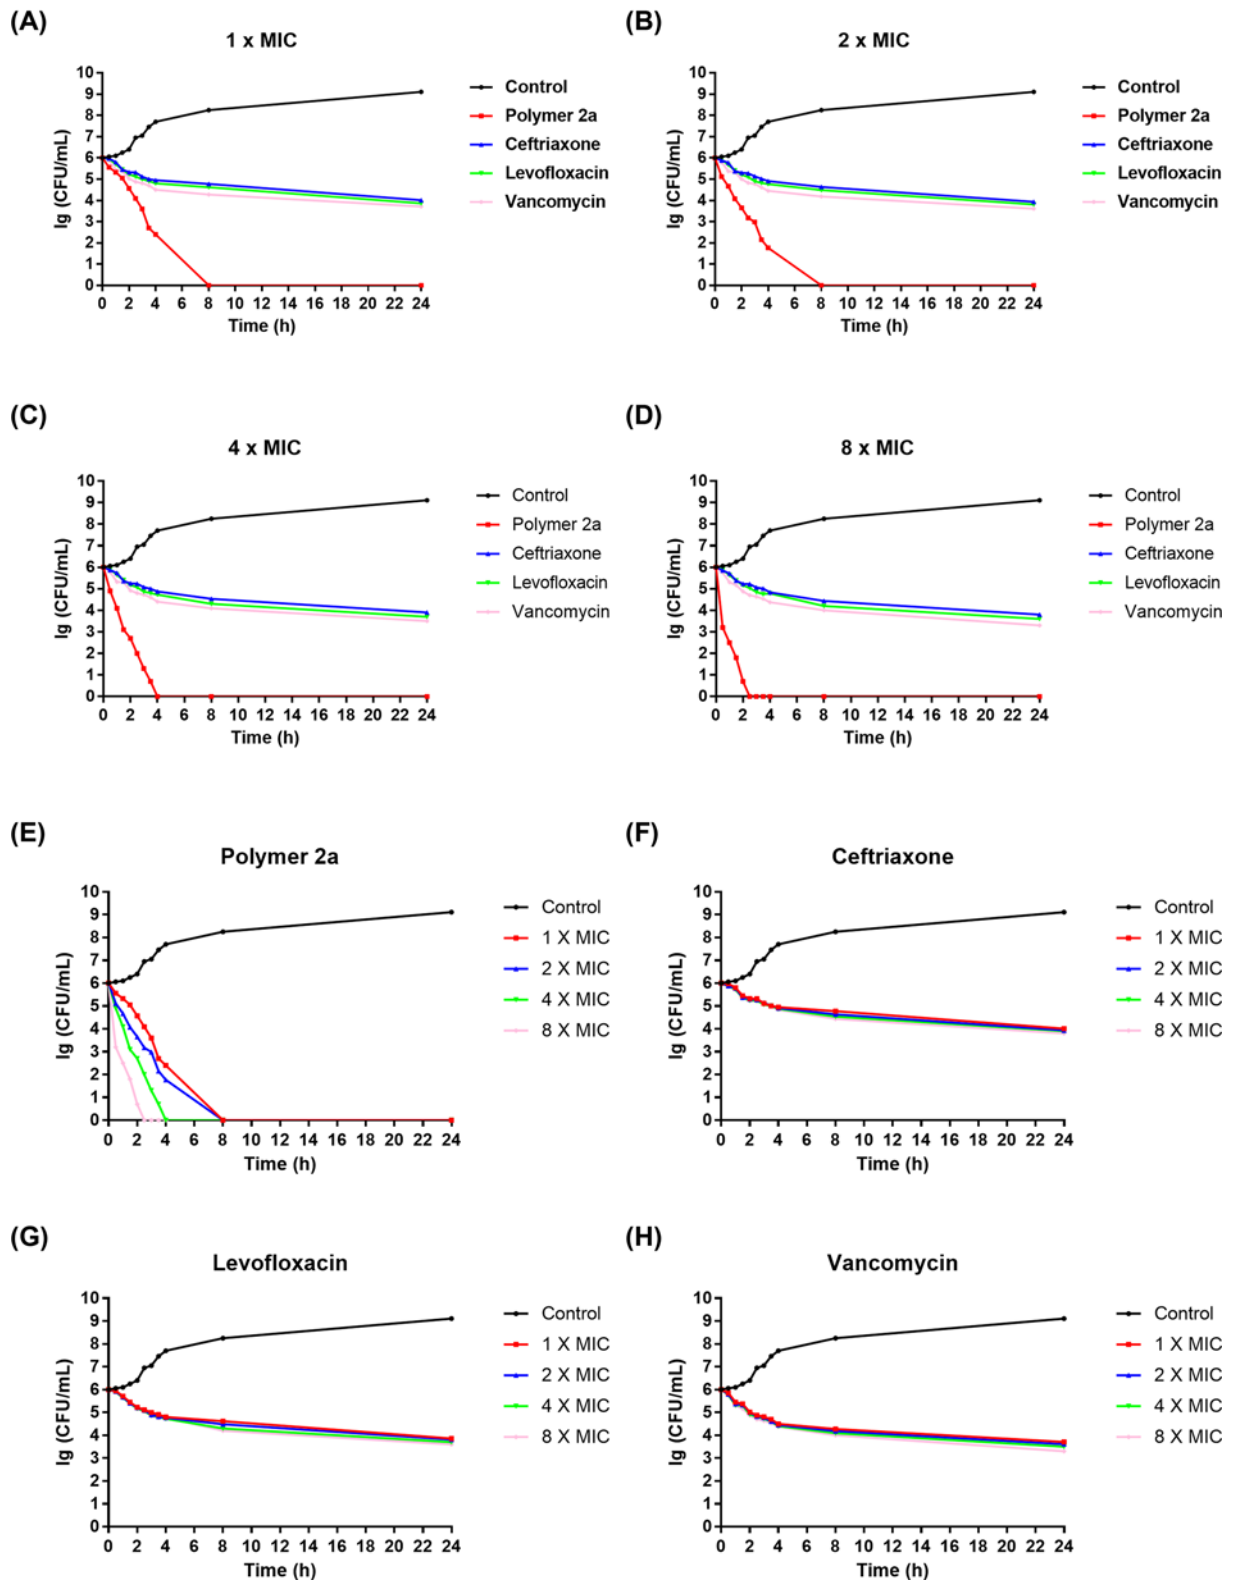 (A)
1 x MIC
10
9
8
7
6
5
4
3
2
1
0
lg (CFU/mL)
0 2 4 6 8 10 12 14 16 18 20 22 24
Time (h)
Control
Polymer 2a
Ceftriaxone
Levofloxacin
Vancomycin
(B)
2 x MIC
10
9
8
7
6
5
4
3
2
1
0
lg (CFU/mL)
0 2 4 6 8 10 12 14 16 18 20 22 24
Time (h)
Control
Polymer 2a
Ceftriaxone
Levofloxacin
Vancomycin
(C)
4 x MIC
10
9
8
7
6
5
4
3
2
1
0
lg (CFU/mL)
0 2 4 6 8 10 12 14 16 18 20 22 24
Time (h)
Control
Polymer 2a
Ceftriaxone
Levofloxacin
Vancomycin
(D)
8 x MIC
10
9
8
7
6
5
4
3
2
1
0
lg (CFU/mL)
0 2 4 6 8 10 12 14 16 18 20 22 24
Time (h)
Control
Polymer 2a
Ceftriaxone
Levofloxacin
Vancomycin
(E)
Polymer 2a
10
9
8
7
6
5
4
3
2
1
0
lg (CFU/mL)
0 2 4 6 8 10 12 14 16 18 20 22 24
Time (h)
Control
1 X MIC
2 X MIC
4 X MIC
8 X MIC
(F)
Ceftriaxone
10
9
8
7
6
5
4
3
2
1
0
lg (CFU/mL)
0 2 4 6 8 10 12 14 16 18 20 22 24
Time (h)
Control
1 X MIC
2 X MIC
4 X MIC
8 X MIC
(G)
Levofloxacin
10
9
8
7
6
5
4
3
2
1
0
lg (CFU/mL)
0 2 4 6 8 10 12 14 16 18 20 22 24
Time (h)
Control
1 X MIC
2 X MIC
4 X MIC
8 X MIC
(H)
Vancomycin
10
9
8
7
6
5
4
3
2
1
0
lg (CFU/mL)
0 2 4 6 8 10 12 14 16 18 20 22 24
Time (h)
Control
1 X MIC
2 X MIC
4 X MIC
8 X MIC